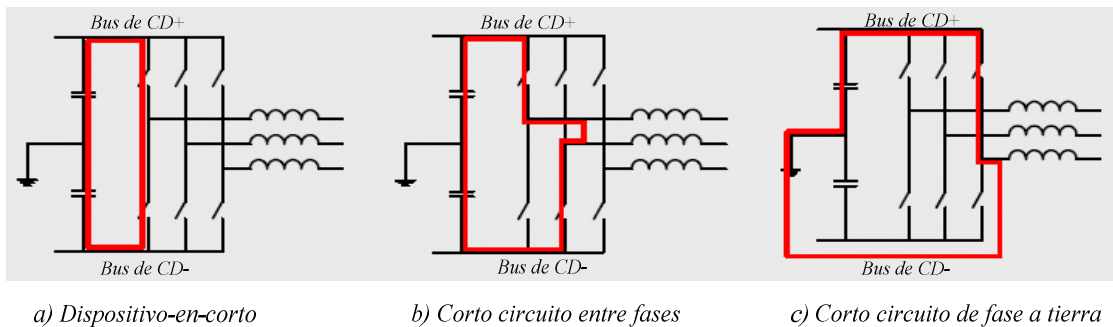 Bus de CD+
Bus de CD+
Bus de CD+
Bus de CD-
Bus de CD-
Bus de CD-
a) Dispositivo-en-corto
b) Corto circuito entre fases
c) Corto circuito de fase a tierra